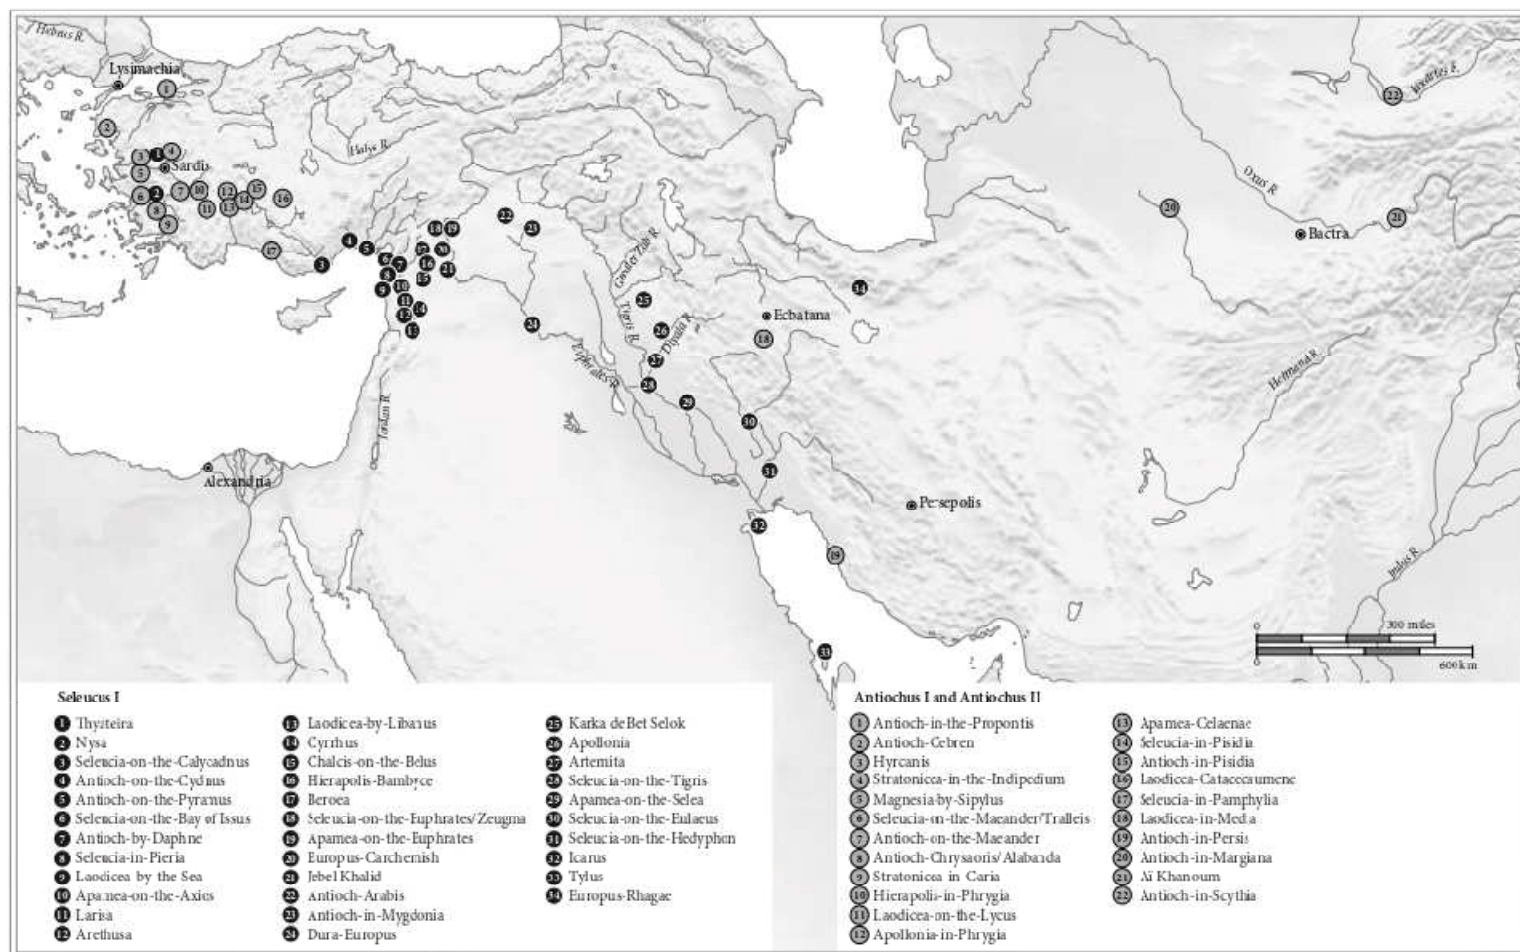 Hebrus R.
Lysimachia
Iaxartes R.
Halys R.
Sardis
Oxus R.
Bactra
Greater Zab R.
Tigris R.
Diyala R.
Ecbatana
Euphrates R.
Helmand R.
Jordan R.
Alexandria
Persepolis
Indus R.
0 300 miles
0 600 km
Seleucus I
1 Thyateira
2 Nysa
3 Seleucia-on-the-Calycadnus
4 Antioch-on-the-Cydnus
5 Antioch-on-the-Pyramus
6 Seleucia-on-the-Bay of Issus
7 Antioch-by-Daphne
8 Seleucia-in-Pieria
9 Laodicea by the Sea
10 Apamea-on-the-Axios
11 Larisa
12 Arethusa
13 Laodicea-by-Libanus
14 Cyrrhus
15 Chalcis-on-the-Belus
16 Hierapolis-Bambyce
17 Beroea
18 Seleucia-on-the-Euphrates/Zeugma
19 Apamea-on-the-Euphrates
20 Europus-Carchemish
21 Jebel Khalid
22 Antioch-Arabis
23 Antioch-in-Mygdonia
24 Dura-Europus
25 Karka de Bet Selok
26 Apollonia
27 Artemita
28 Seleucia-on-the-Tigris
29 Apamea-on-the-Selea
30 Seleucia-on-the-Eulaeus
31 Seleucia-on-the-Hedyphon
32 Icarus
33 Tylus
34 Europus-Rhagae
Antiochus I and Antiochus II
1 Antioch-in-the-Propontis
2 Antioch-Cebren
3 Hyrcanis
4 Stratonicea-in-the-Indipedium
5 Magnesia-by-Sipylus
6 Seleucia-on-the-Maeander/Tralleis
7 Antioch-on-the-Maeander
8 Antioch-Chrysaoris/Alabanda
9 Stratonicea in Caria
10 Hierapolis-in-Phrygia
11 Laodicea-on-the-Lycus
12 Apollonia-in-Phrygia
13 Apamea-Celaenae
14 Seleucia-in-Pisidia
15 Antioch-in-Pisidia
16 Laodicea-Catacecaumene
17 Seleucia-in-Pamphylia
18 Laodicea-in-Media
19 Antioch-in-Persis
20 Antioch-in-Margiana
21 Aï Khanoum
22 Antioch-in-Scythia